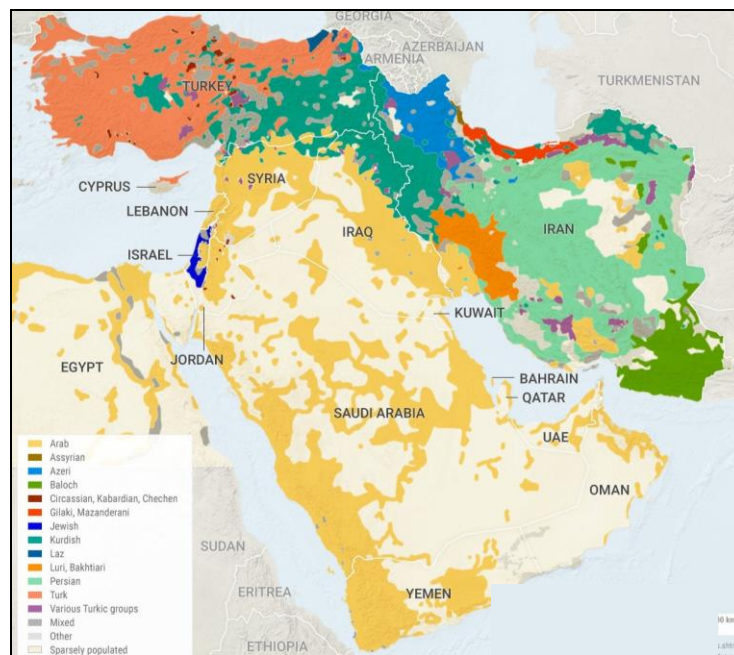 GEORGIA
AZERBAIJAN
ARMENIA
TURKMENISTAN
TURKEY
CYPRUS
SYRIA
LEBANON
IRAQ
IRAN
ISRAEL
KUWAIT
JORDAN
EGYPT
BAHRAIN
QATAR
SAUDI ARABIA
UAE
OMAN
SUDAN
YEMEN
ERITREA
ETHIOPIA
Arab
Assyrian
Azeri
Baloch
Circassian, Kabardian, Chechen
Gilaki, Mazanderani
Jewish
Kurdish
Laz
Luri, Bakhtiari
Persian
Turk
Various Turkic groups
Mixed
Other
Sparsely populated